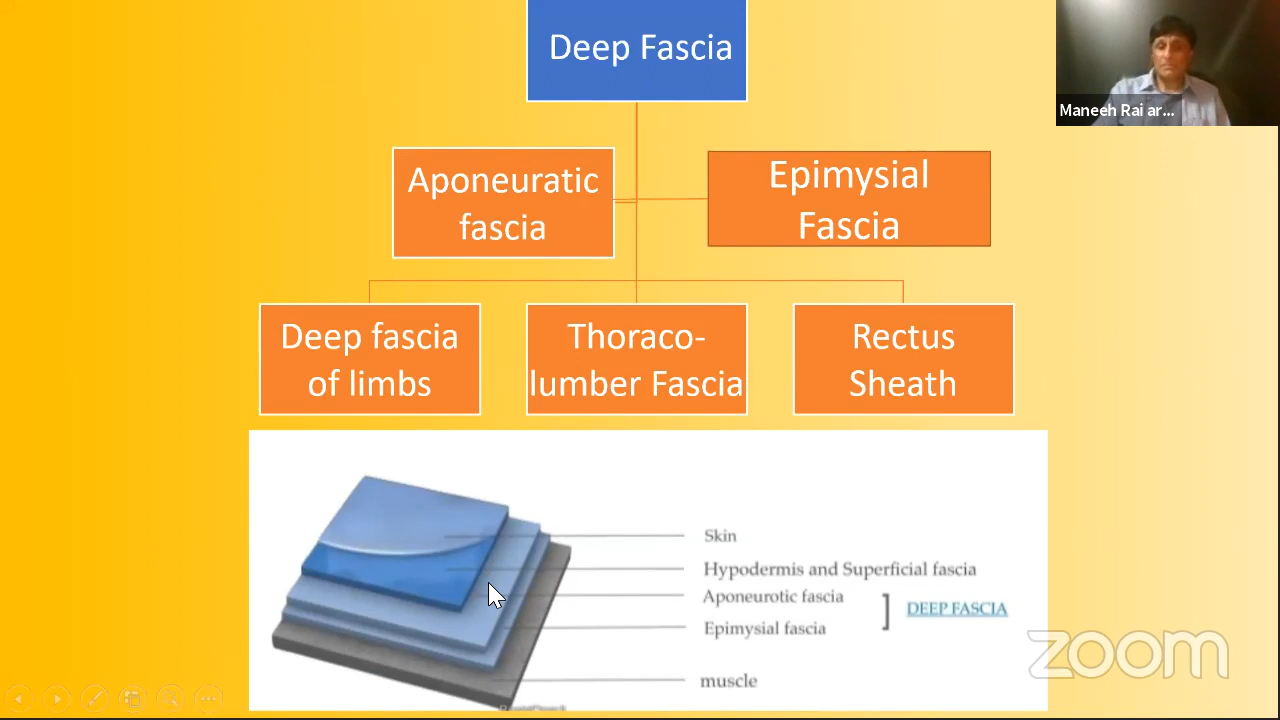 Deep Fascia
Maneeh Rai ar...
Aponeuratic
fascia
Epimysial
Fascia
Deep fascia
of limbs
Thoraco-
lumber Fascia
Rectus
Sheath
Skin
Hypodermis and Superficial fascia
Aponeurotic fascia
Epimysial fascia
DEEP FASCIA
muscle
zoom